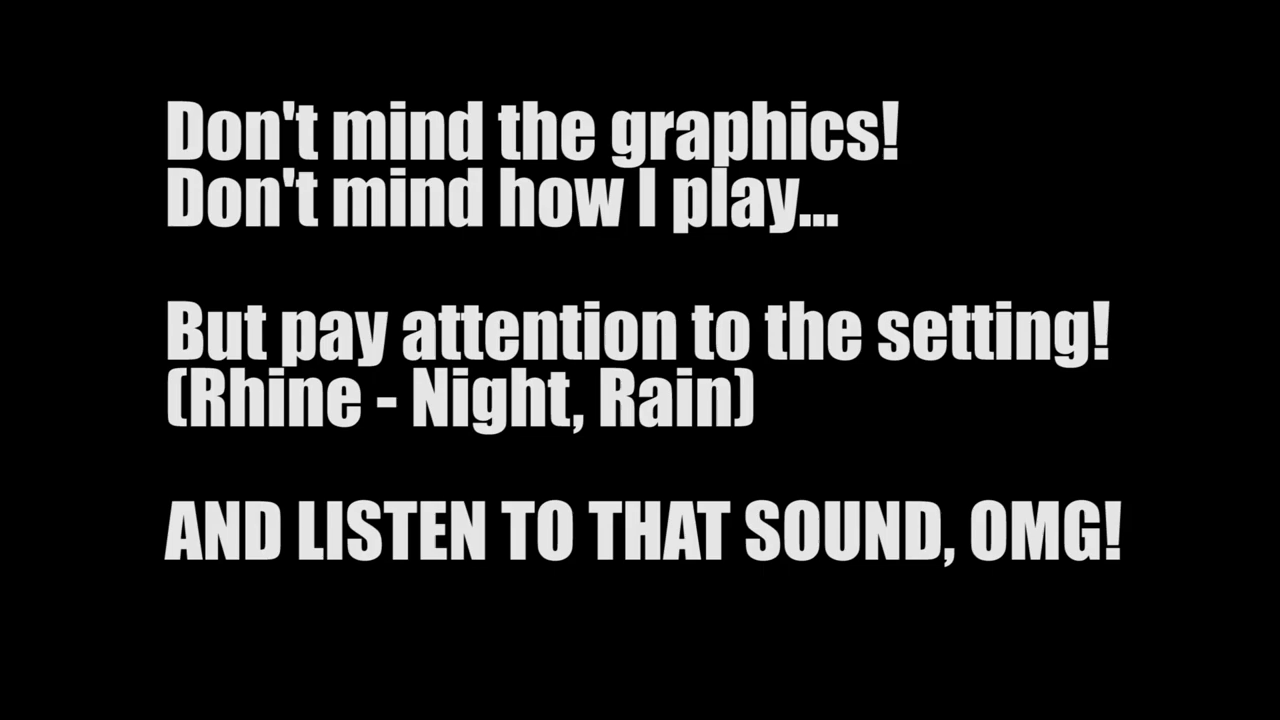 Don't mind the graphics!
Don't mind how I play...
But pay attention to the setting!
(Rhine - Night, Rain)
AND LISTEN TO THAT SOUND, OMG!